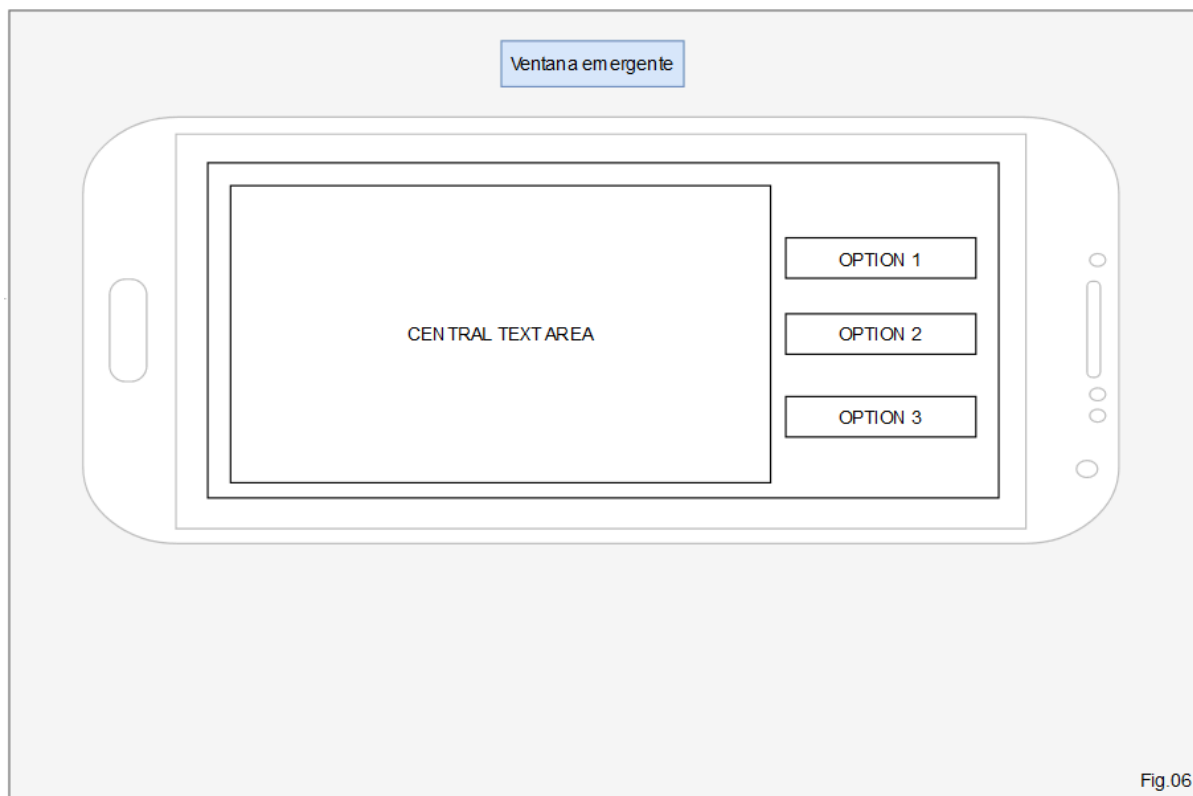 Ventana emergente
OPTION 1
CENTRAL TEXT AREA
OPTION 2
OPTION 3
Fig.06